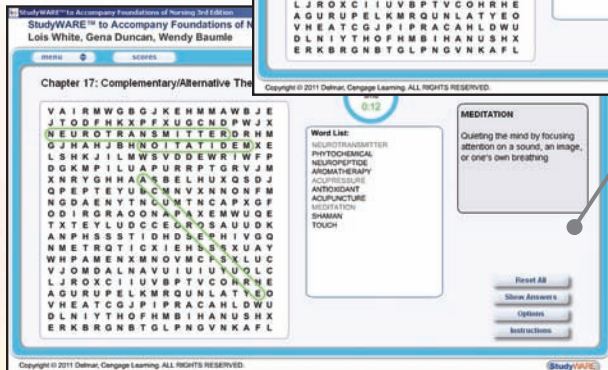 L J R O X C I I U V B P T V C O H R H E
A G U R U P E L K M R Q U N L A T Y E O
V H E A T C G J P I P R A C A H L D W U
D L N I Y T H O F H M B I H A N U S H X
E R K B R G N B T G L P N G V N K A F L
Copyright © 2011 Delmar, Cengage Learning. ALL RIGHTS RESERVED.
StudyWARE™ to Accompany Foundations of Nursing 3rd Edition
StudyWARE™ to Accompany Foundations of N
Lois White, Gena Duncan, Wendy Baumle
menu
scores
Chapter 17: Complementary/Alternative The
0:12
V A I R M W G B G J K E H M M A W B J E
J T O D F H K X P F X U G C N D P W J X
N E U R O T R A N S M I T T E R D R H M
G J H A H J B H N O I T A T I D E M X E
L S H K J I L M W S V D D E W R I W F P
D G K M P I L U A P U R R P T G R V J M
X N R Y G H H A A S B E L H U X Q S D J
Q P E P T E Y U E C M N V X N N O N F M
N G D A E N Y T N C U M T N C A P X G F
O D I R G R A O O N A P A X E M W U Q E
T X T E Y L U D C C E C R O S A U U D K
A N P H S S S T I D H D S E P H I V G Q
N M E T R Q T I C X I E H S S S X U A Y
W H P A M E N X M N O V M C F S X L U C
V J O M D A L N A V U I U I U Y U O L C
L J R O X C I I U V B P T V C O H R H E
A G U R U P E L K M R Q U N L A T Y E O
V H E A T C G J P I P R A C A H L D W U
D L N I Y T H O F H M B I H A N U S H X
E R K B R G N B T G L P N G V N K A F L
Word List:
NEUROTRANSMITTER
PHYTOCHEMICAL
NEUROPEPTIDE
AROMATHERAPY
ACUPRESSURE
ANTIOXIDANT
ACUPUNCTURE
MEDITATION
SHAMAN
TOUCH
MEDITATION
Quieting the mind by focusing
attention on a sound, an image,
or one's own breathing
Reset All
Show Answers
Options
Instructions
Copyright © 2011 Delmar, Cengage Learning. ALL RIGHTS RESERVED.
StudyWARE